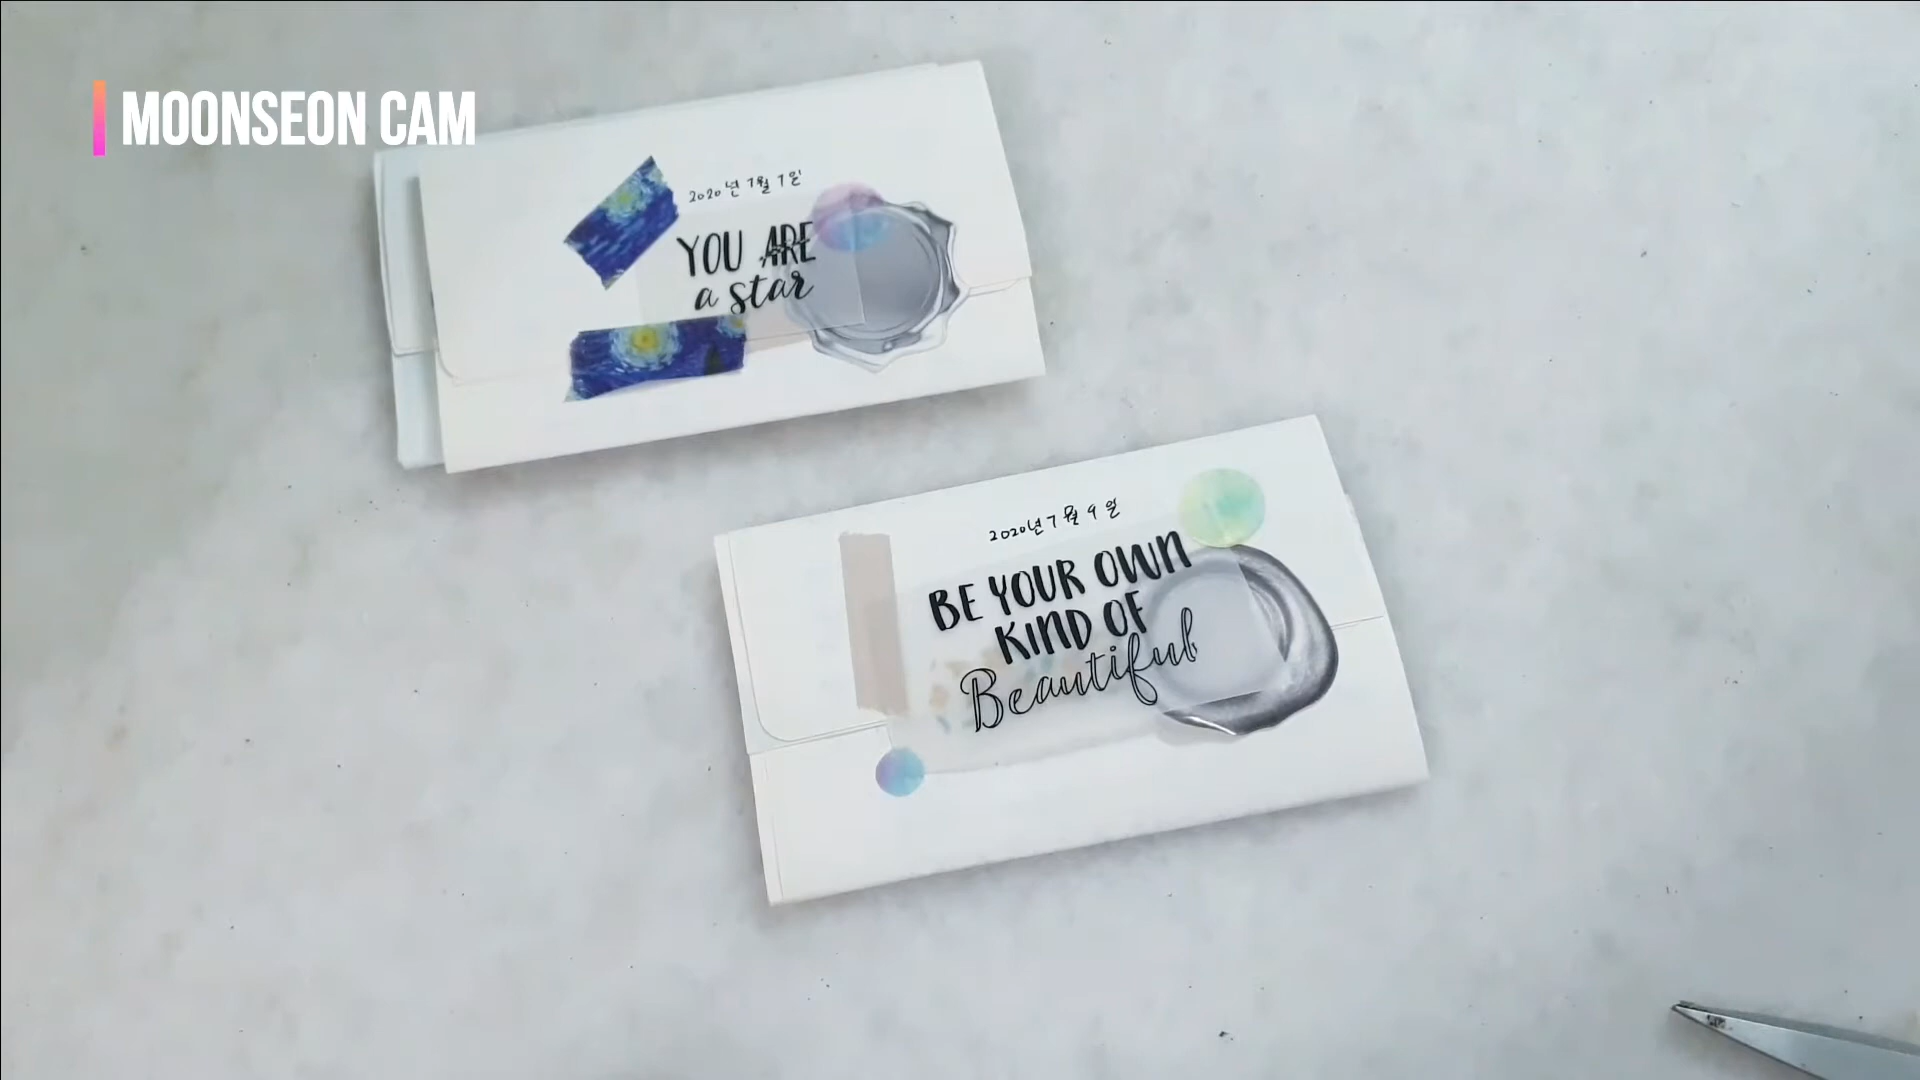 MOONSEON CAM
2020년 7월 7일
YOU ARE
a star
2020년 7월 9일
BE YOUR OWN
KIND OF
Beautiful